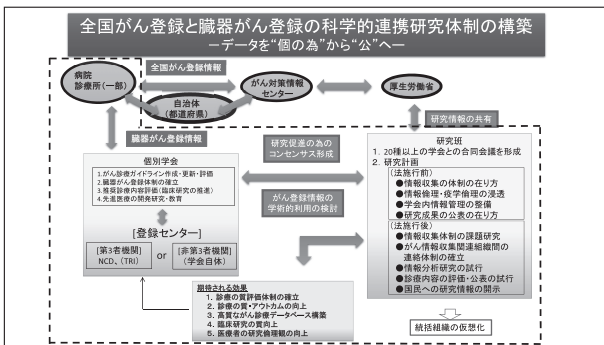 全国がん登録と臓器がん登録の科学的連携研究体制の構築
－データを“個の為”から“公”へ－
全国がん登録情報
病院
診療所(一部)
がん対策情報
センター
厚生労働省
自治体
(都道府県)
臓器がん登録情報
研究情報の共有
研究促進の為の
コンセンサス形成
がん登録情報の
学術的利用の検討
個別学会
1.がん診療ガイドライン作成・更新・評価
2.臓器がん登録体制の確立
3.推奨診療内容評価(臨床研究の推進)
4.先進医療の開発研究・教育
[登録センター]
[第3者機関]
NCD、(TRI)
or
[非第3者機関]
(学会自体)
研究班
1. 20種以上の学会との合同会議を形成
2. 研究計画
(法施行前)
●情報収集の体制の在り方
●情報倫理・疫学倫理の浸透
●学会内情報管理の整備
●研究成果の公表の在り方
(法施行後)
●情報収集体制の課題研究
●がん情報収集関連組織間の
連絡体制の確立
●情報分析研究の試行
●診療内容の評価・公表の試行
●国民への研究情報の開示
統括組織の仮想化
期待される効果
1. 診療の質評価体制の確立
2. 診療の質・アウトカムの向上
3. 高質ながん診療データベース構築
4. 臨床研究の質向上
5. 医療者の研究倫理観の向上